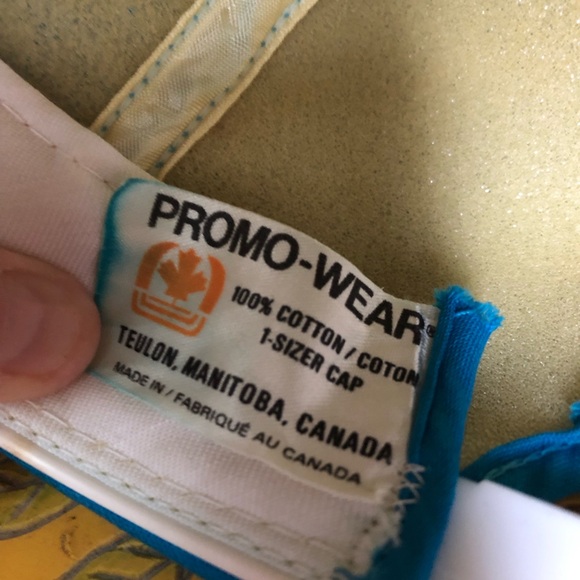 PROMO-WEAR®
100% COTTON / COTON
1-SIZER CAP
TEULON, MANITOBA, CANADA
MADE IN / FABRIQUÉ AU CANADA